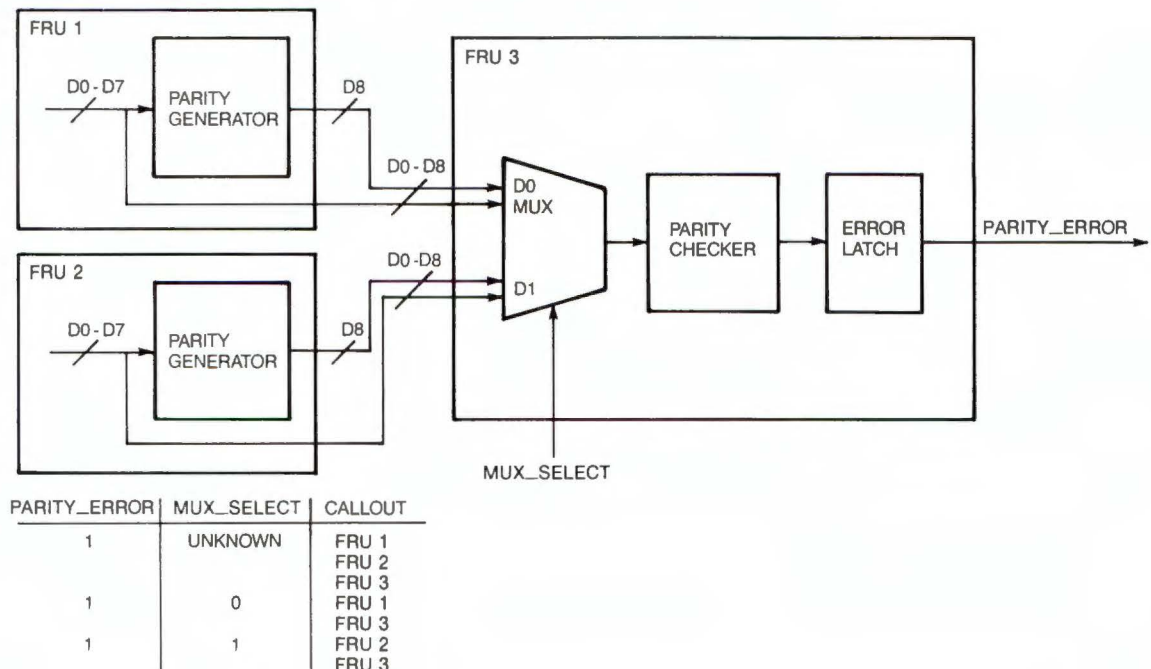 FRU 1
D0 - D7
PARITY
GENERATOR
D8
D0 - D8
FRU 2
D0 - D7
PARITY
GENERATOR
D8
D0 - D8
FRU 3
D0
MUX
D1
PARITY
CHECKER
ERROR
LATCH
PARITY_ERROR
MUX_SELECT
PARITY_ERROR MUX_SELECT CALLOUT
1 UNKNOWN FRU 1
FRU 2
FRU 3
1 0 FRU 1
FRU 3
1 1 FRU 2
FRU 3